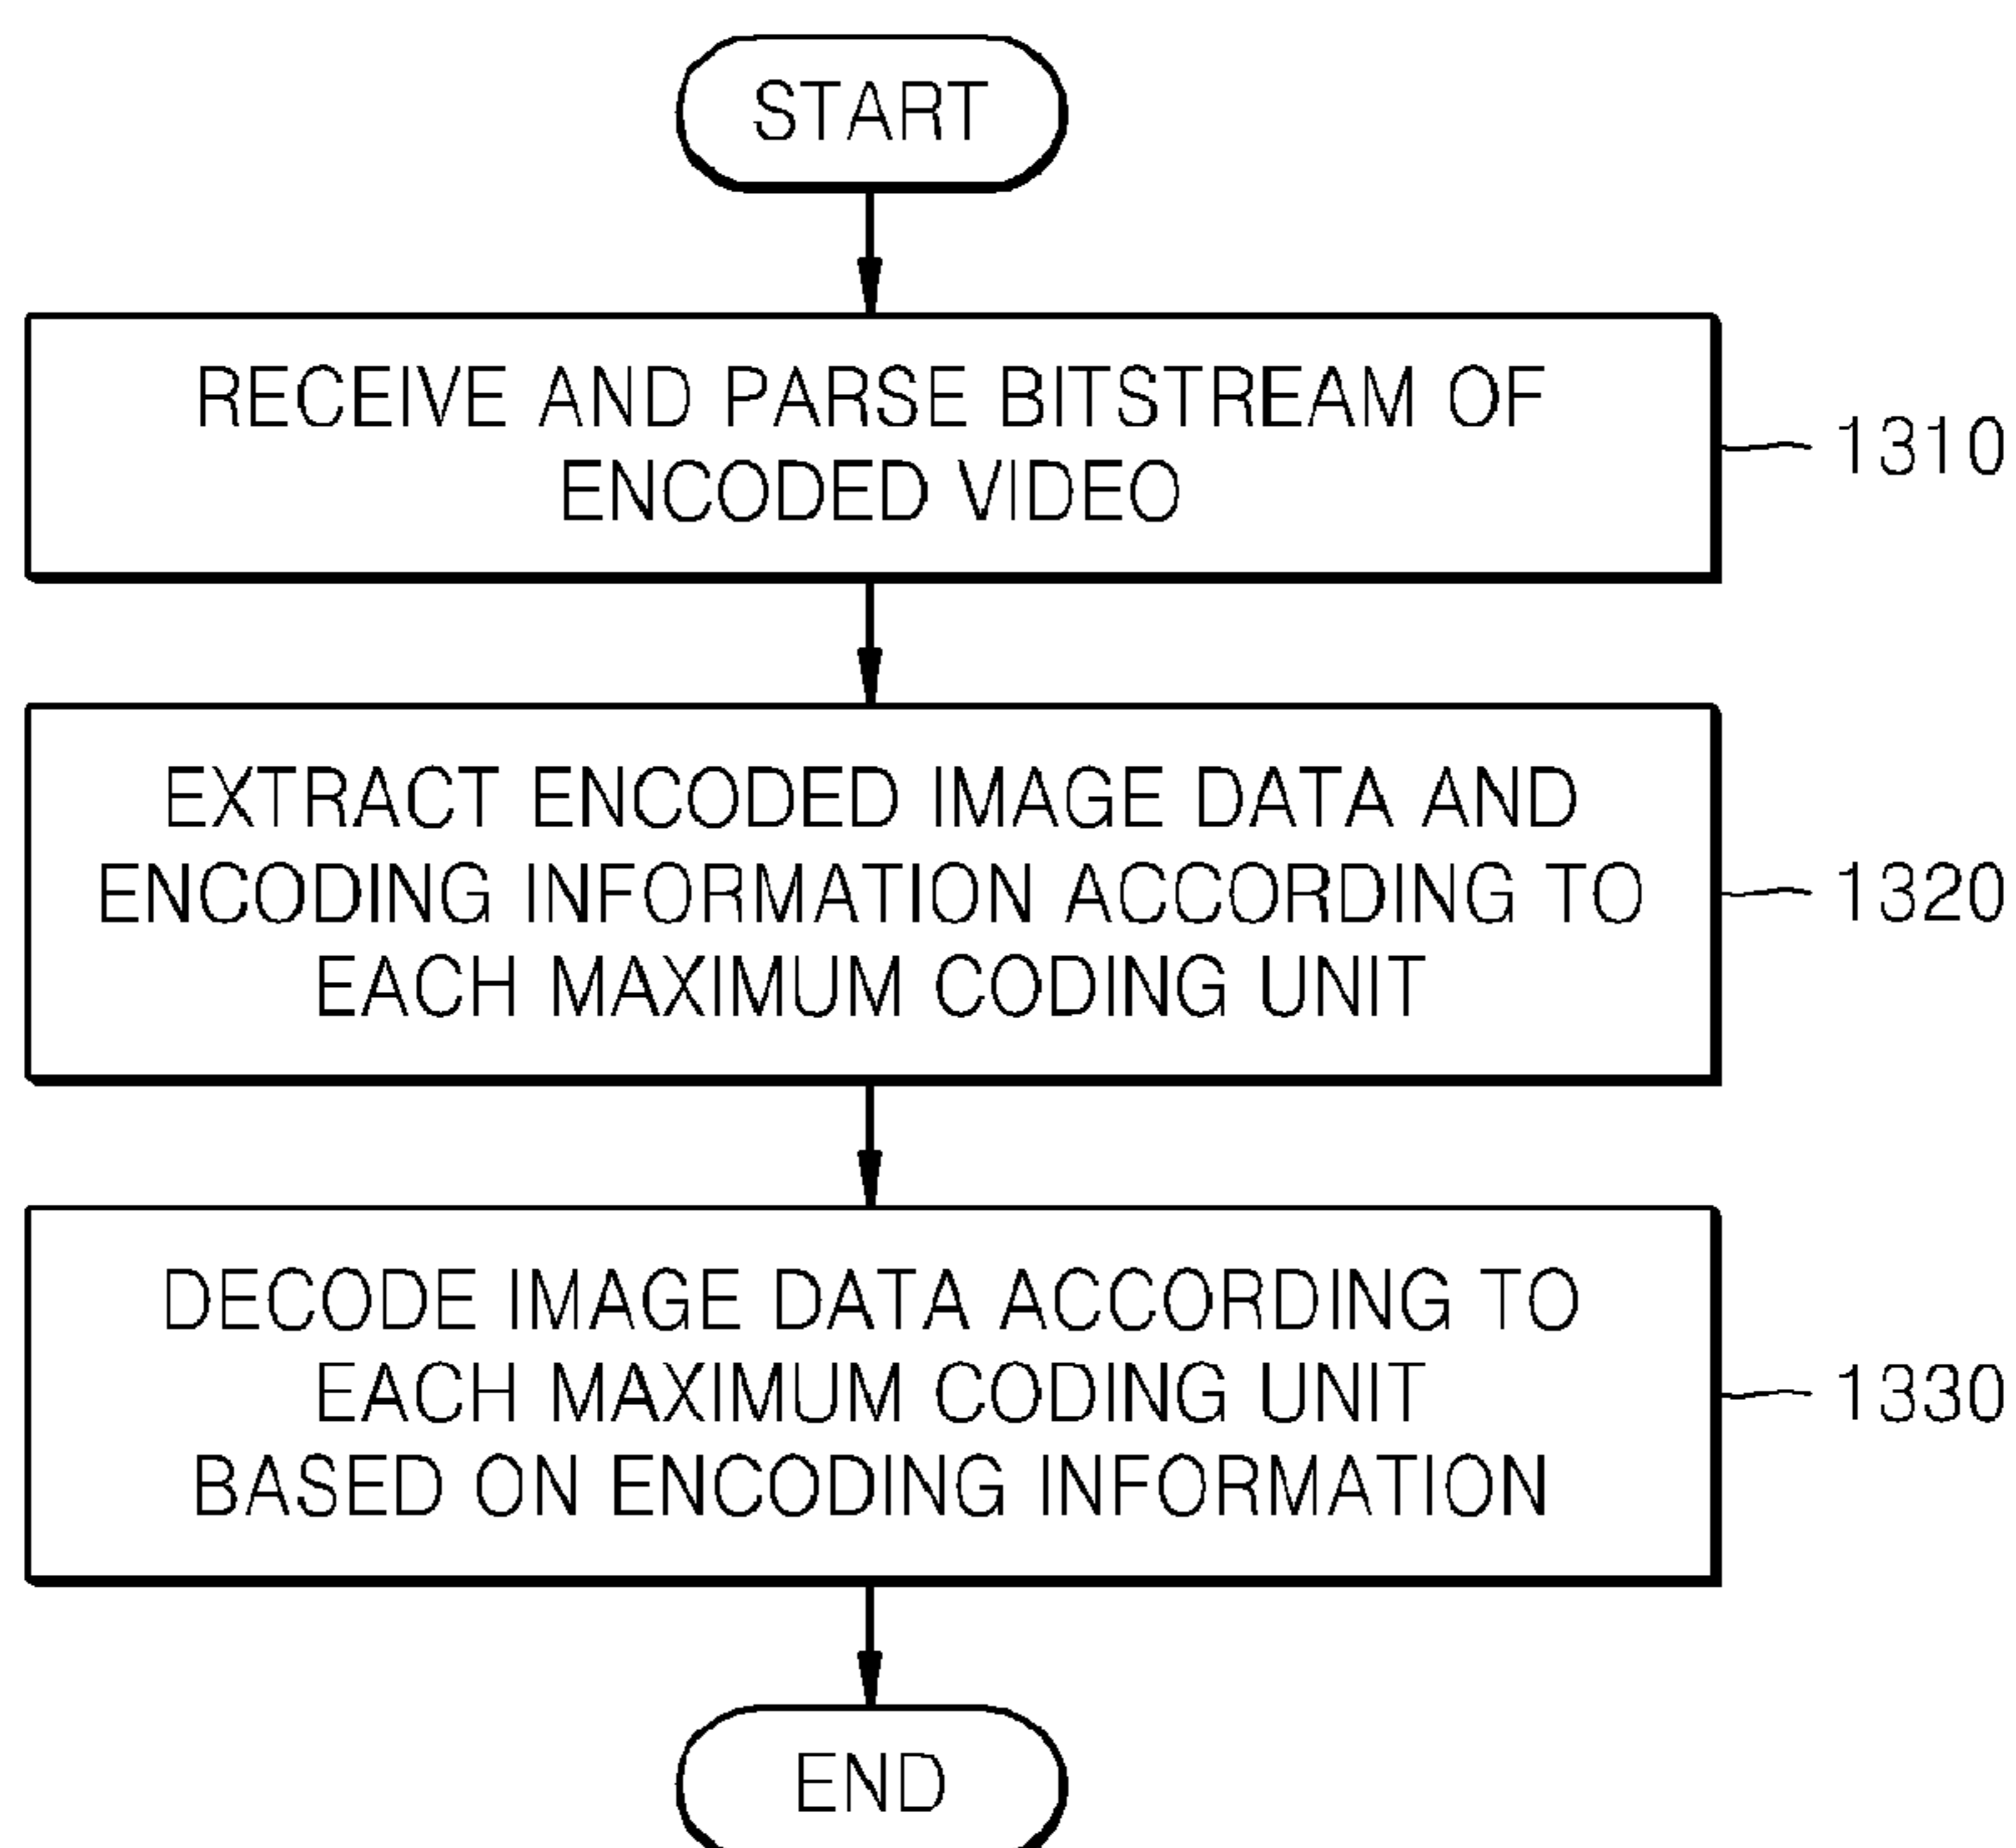 START
RECEIVE AND PARSE BITSTREAM OF
ENCODED VIDEO
1310
EXTRACT ENCODED IMAGE DATA AND
ENCODING INFORMATION ACCORDING TO
EACH MAXIMUM CODING UNIT
1320
DECODE IMAGE DATA ACCORDING TO
EACH MAXIMUM CODING UNIT
BASED ON ENCODING INFORMATION
1330
END